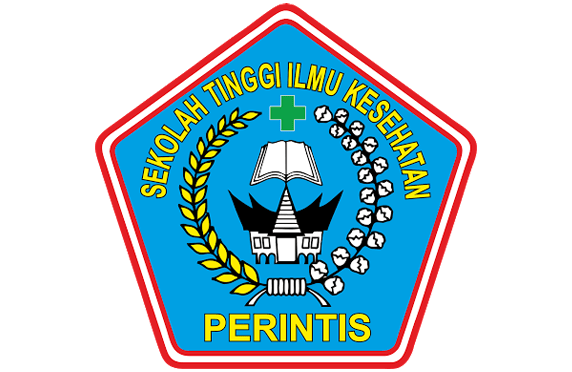 SEKOLAH TINGGI ILMU KESEHATAN
PERINTIS